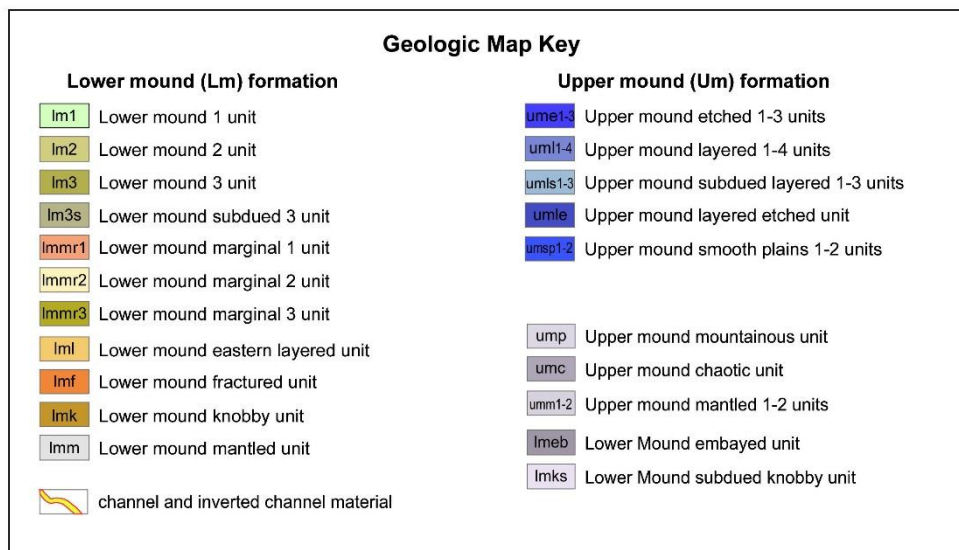 Geologic Map Key
Lower mound (Lm) formation
lm1 Lower mound 1 unit
lm2 Lower mound 2 unit
lm3 Lower mound 3 unit
lm3s Lower mound subdued 3 unit
lmmr1 Lower mound marginal 1 unit
lmmr2 Lower mound marginal 2 unit
lmmr3 Lower mound marginal 3 unit
lml Lower mound eastern layered unit
lmf Lower mound fractured unit
lmk Lower mound knobby unit
lmm Lower mound mantled unit
channel and inverted channel material
Upper mound (Um) formation
ume1-3 Upper mound etched 1-3 units
uml1-4 Upper mound layered 1-4 units
umls1-3 Upper mound subdued layered 1-3 units
umle Upper mound layered etched unit
umsp1-2 Upper mound smooth plains 1-2 units
ump Upper mound mountainous unit
umc Upper mound chaotic unit
umm1-2 Upper mound mantled 1-2 units
lmeb Lower Mound embayed unit
lmks Lower Mound subdued knobby unit